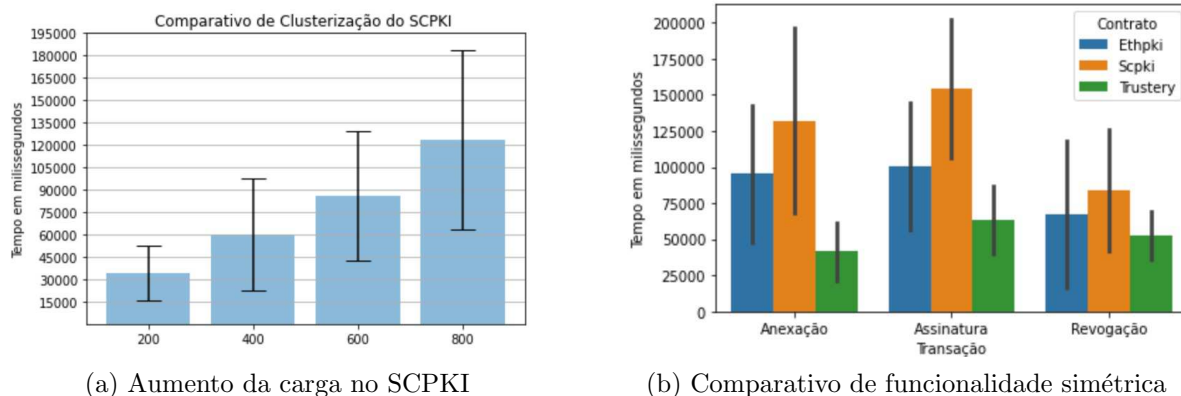 Comparativo de Clusterização do SCPKI
Tempo em milissegundos
195000
180000
165000
150000
135000
120000
105000
90000
75000
60000
45000
30000
15000
200 400 600 800
(a) Aumento da carga no SCPKI
Tempo em milissegundos
200000
175000
150000
125000
100000
75000
50000
25000
0
Contrato
Ethpki
Scpki
Trustery
Anexação Assinatura Revogação
Transação
(b) Comparativo de funcionalidade simétrica